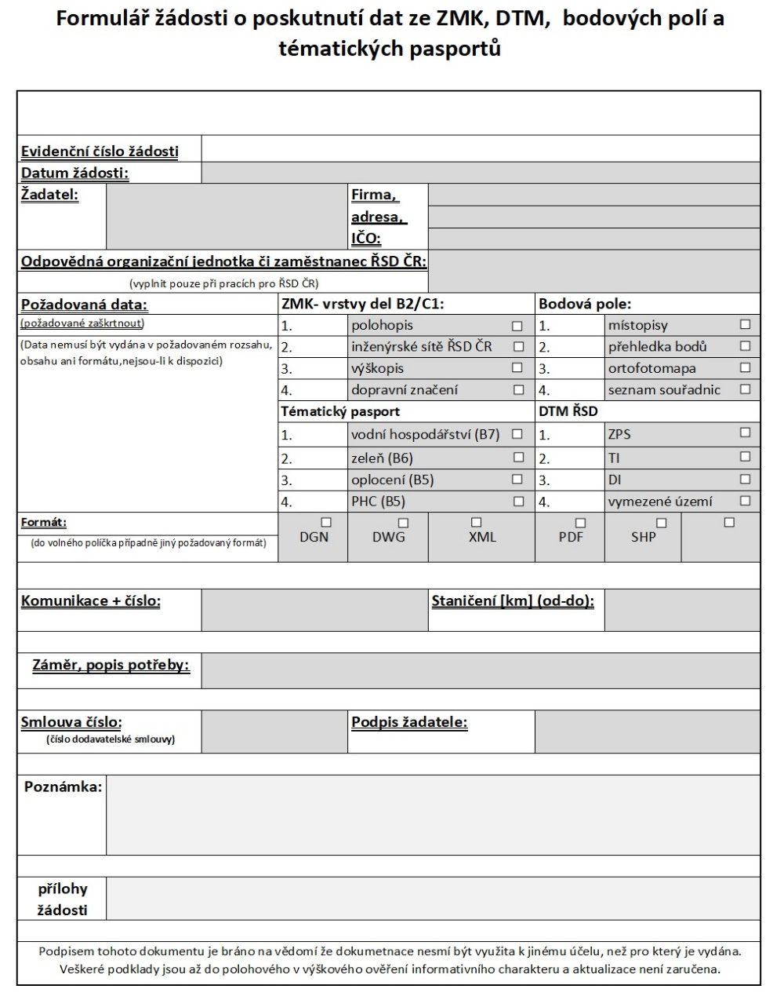 Formulář žádosti o poskutnutí dat ze ZMK, DTM, bodových polí a
tématických pasportů
Evidenční číslo žádosti
Datum žádosti:
Žadatel:
Firma,
adresa,
IČO:
Odpovědná organizační jednotka či zaměstnanec ŘSD ČR:
(vyplnit pouze při pracích pro ŘSD ČR)
Požadovaná data:
(požadované zaškrtnout)
(Data nemusí být vydána v požadovaném rozsahu,
obsahu ani formátu,nejsou-li k dispozici)
ZMK- vrstvy del B2/C1:
1. polohopis
2. inženýrské sítě ŘSD ČR
3. výškopis
4. dopravní značení
Bodová pole:
1. místopisy
2. přehledka bodů
3. ortofotomapa
4. seznam souřadnic
Tématický pasport
1. vodní hospodářství (B7)
2. zeleň (B6)
3. oplocení (B5)
4. PHC (B5)
DTM ŘSD
1. ZPS
2. TI
3. DI
4. vymezené území
Formát:
(do volného políčka případně jiný požadovaný formát)
DGN DWG XML PDF SHP
Komunikace + číslo:
Staničení [km] (od-do):
Záměr, popis potřeby:
Smlouva číslo:
(číslo dodavatelské smlouvy)
Podpis žadatele:
Poznámka:
přílohy
žádosti
Podpisem tohoto dokumentu je bráno na vědomí že dokumetnace nesmí být využita k jinému účelu, než pro který je vydána.
Veškeré podklady jsou až do polohového v výškového ověření informativního charakteru a aktualizace není zaručena.